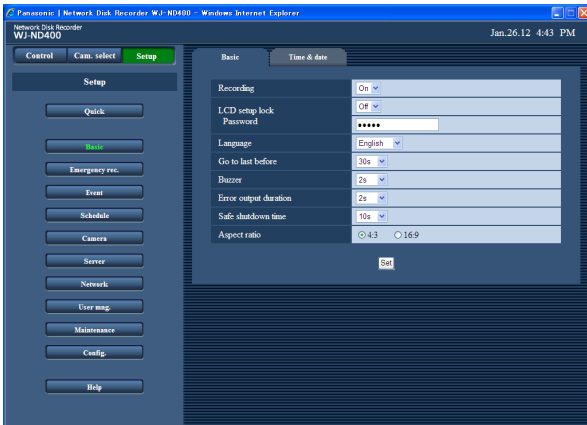 Panasonic | Network Disk Recorder WJ-ND400 - Windows Internet Explorer
Network Disk Recorder
WJ-ND400
Jan.26.12 4:43 PM
Control
Cam. select
Setup
Basic
Time & date
Setup
Quick
Basic
Emergency rec.
Event
Schedule
Camera
Server
Network
User mng.
Maintenance
Config.
Help
Recording On
LCD setup lock Off
Password •••••
Language English
Go to last before 30s
Buzzer 2s
Error output duration 2s
Safe shutdown time 10s
Aspect ratio 4:3 16:9
Set